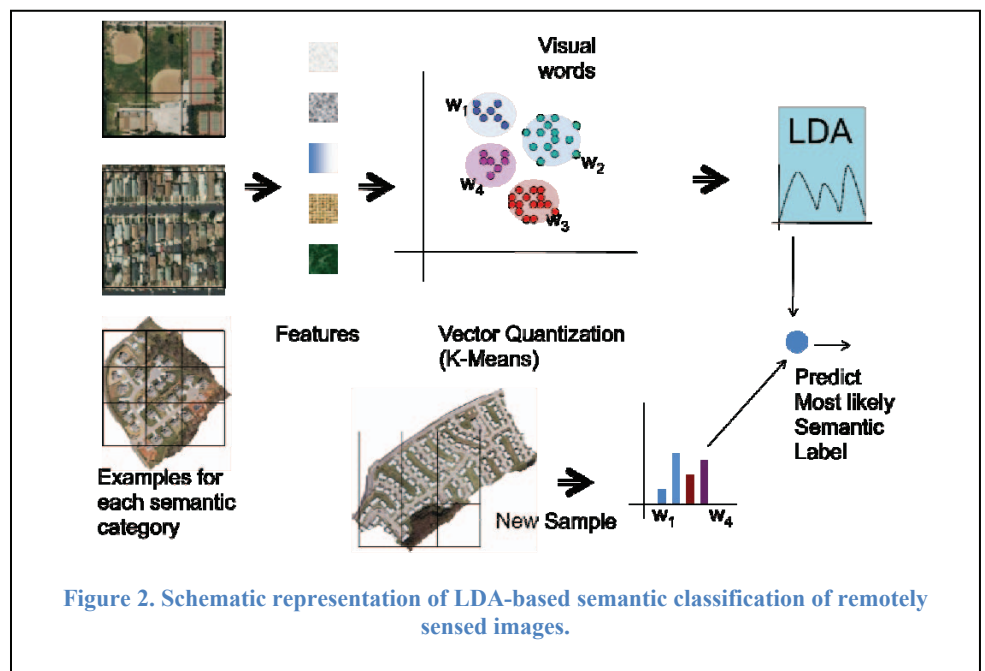 Visual
words
W1
W2
W4
W3
LDA
Features
Vector Quantization
(K-Means)
Predict
Most likely
Semantic
Label
Examples for
each semantic
category
New Sample
W1 W4
Figure 2. Schematic representation of LDA-based semantic classification of remotely
sensed images.